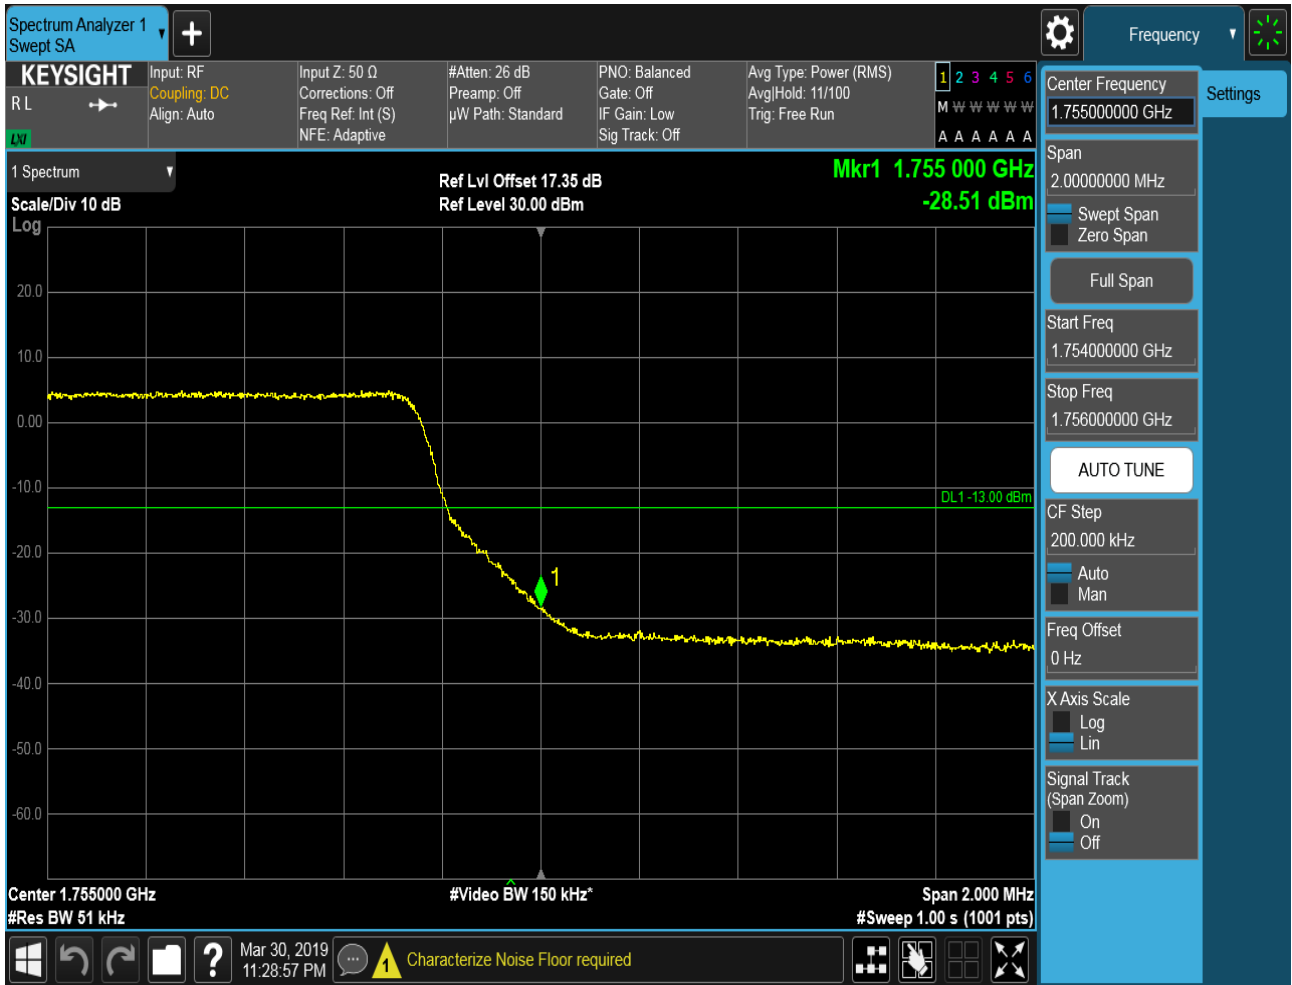 Spectrum Analyzer 1
Swept SA
Frequency
KEYSIGHT
R L
LXI
Input: RF
Coupling: DC
Align: Auto
Input Z: 50 Ω
Corrections: Off
Freq Ref: Int (S)
NFE: Adaptive
#Atten: 26 dB
Preamp: Off
µW Path: Standard
PNO: Balanced
Gate: Off
IF Gain: Low
Sig Track: Off
Avg Type: Power (RMS)
Avg|Hold: 11/100
Trig: Free Run
1 2 3 4 5 6
M W W W W W
A A A A A A
1 Spectrum
Scale/Div 10 dB
Log
Ref Lvl Offset 17.35 dB
Ref Level 30.00 dBm
Mkr1 1.755 000 GHz
-28.51 dBm
20.0
10.0
0.00
-10.0
-20.0
-30.0
-40.0
-50.0
-60.0
DL1 -13.00 dBm
1
Center 1.755000 GHz
#Res BW 51 kHz
#Video BW 150 kHz*
Span 2.000 MHz
#Sweep 1.00 s (1001 pts)
Center Frequency
1.755000000 GHz
Settings
Span
2.00000000 MHz
Swept Span
Zero Span
Full Span
Start Freq
1.754000000 GHz
Stop Freq
1.756000000 GHz
AUTO TUNE
CF Step
200.000 kHz
Auto
Man
Freq Offset
0 Hz
X Axis Scale
Log
Lin
Signal Track
(Span Zoom)
On
Off
?
Mar 30, 2019
11:28:57 PM
1
Characterize Noise Floor required